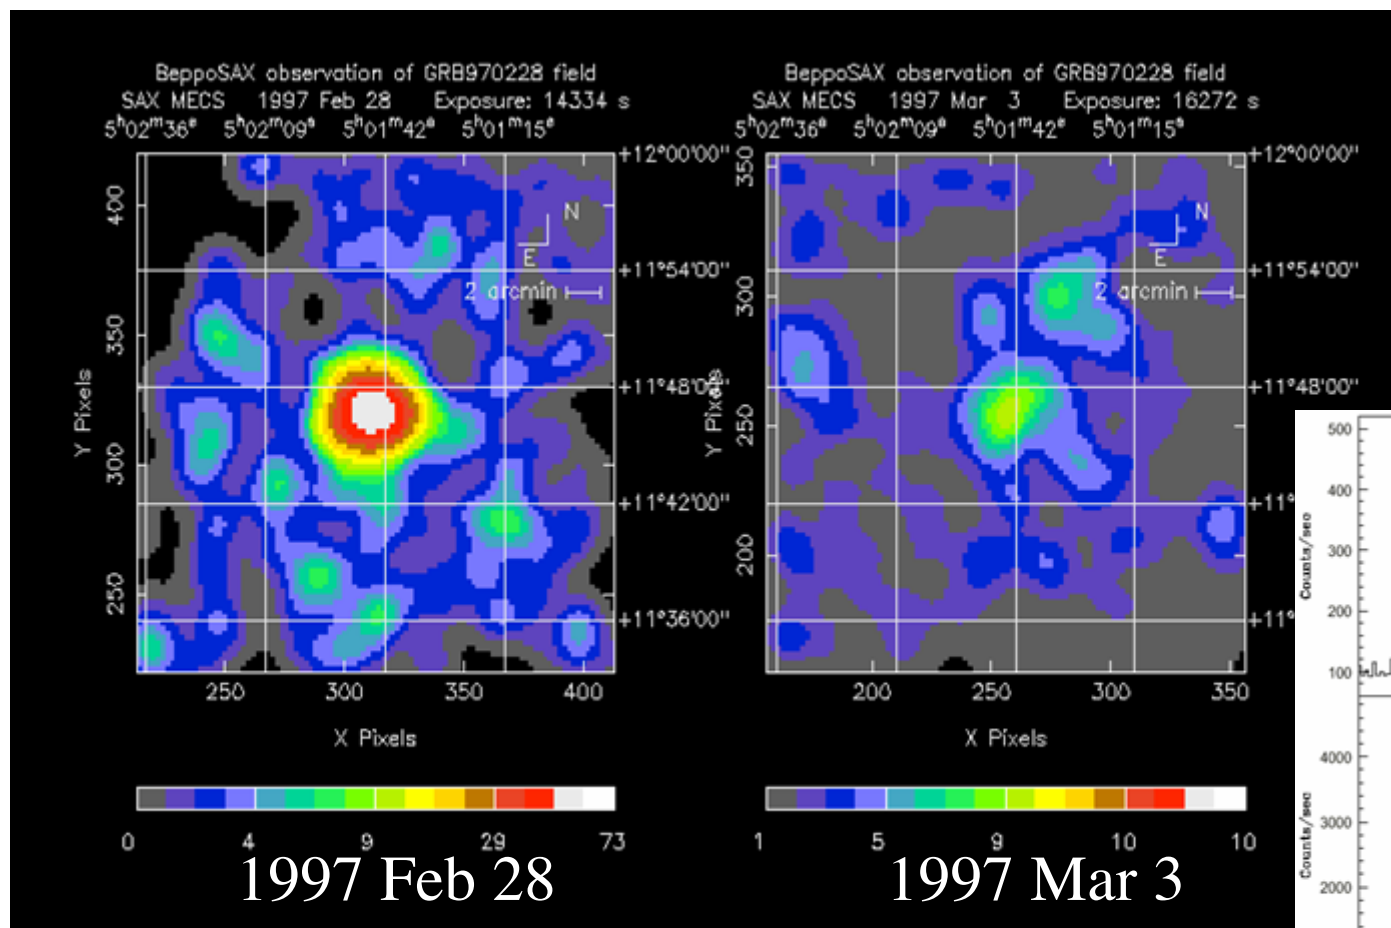 BeppoSAX observation of GRB970228 field
SAX MECS 1997 Feb 28 Exposure: 14334 s
5h02m36s 5h02m09s 5h01m42s 5h01m15s
+12°00'00"
+11°54'00"
+11°48'00"
+11°42'00"
+11°36'00"
N
E
2 arcmin
400
350
300
250
Y Pixels
250 300 350 400
X Pixels
0 4 9 29 73
1997 Feb 28
BeppoSAX observation of GRB970228 field
SAX MECS 1997 Mar 3 Exposure: 16272 s
5h02m36s 5h02m09s 5h01m42s 5h01m15s
+12°00'00"
+11°54'00"
+11°48'00"
+11°
+11°
N
E
2 arcmin
350
300
250
200
Y Pixels
200 250 300 350
X Pixels
1 5 9 10 10
1997 Mar 3
500
400
300
200
100
Counts/sec
4000
3000
2000
Counts/sec